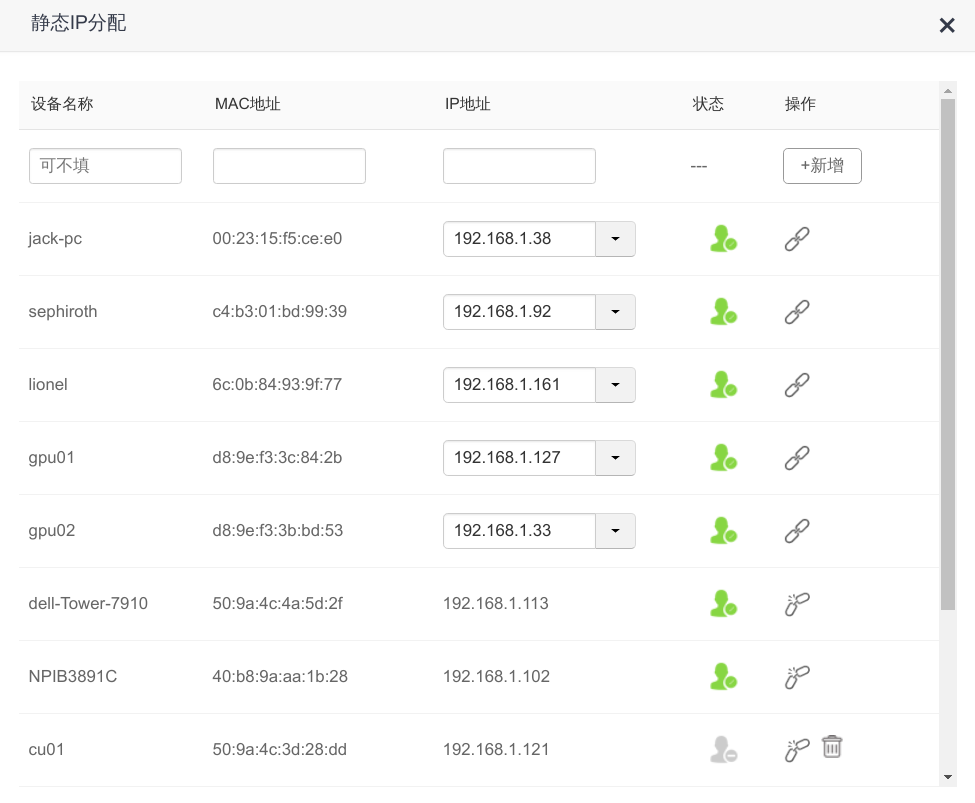 静态IP分配
设备名称 MAC地址 IP地址 状态 操作
可不填 --- +新增
jack-pc 00:23:15:f5:ce:e0 192.168.1.38
sephiroth c4:b3:01:bd:99:39 192.168.1.92
lionel 6c:0b:84:93:9f:77 192.168.1.161
gpu01 d8:9e:f3:3c:84:2b 192.168.1.127
gpu02 d8:9e:f3:3b:bd:53 192.168.1.33
dell-Tower-7910 50:9a:4c:4a:5d:2f 192.168.1.113
NPIB3891C 40:b8:9a:aa:1b:28 192.168.1.102
cu01 50:9a:4c:3d:28:dd 192.168.1.121